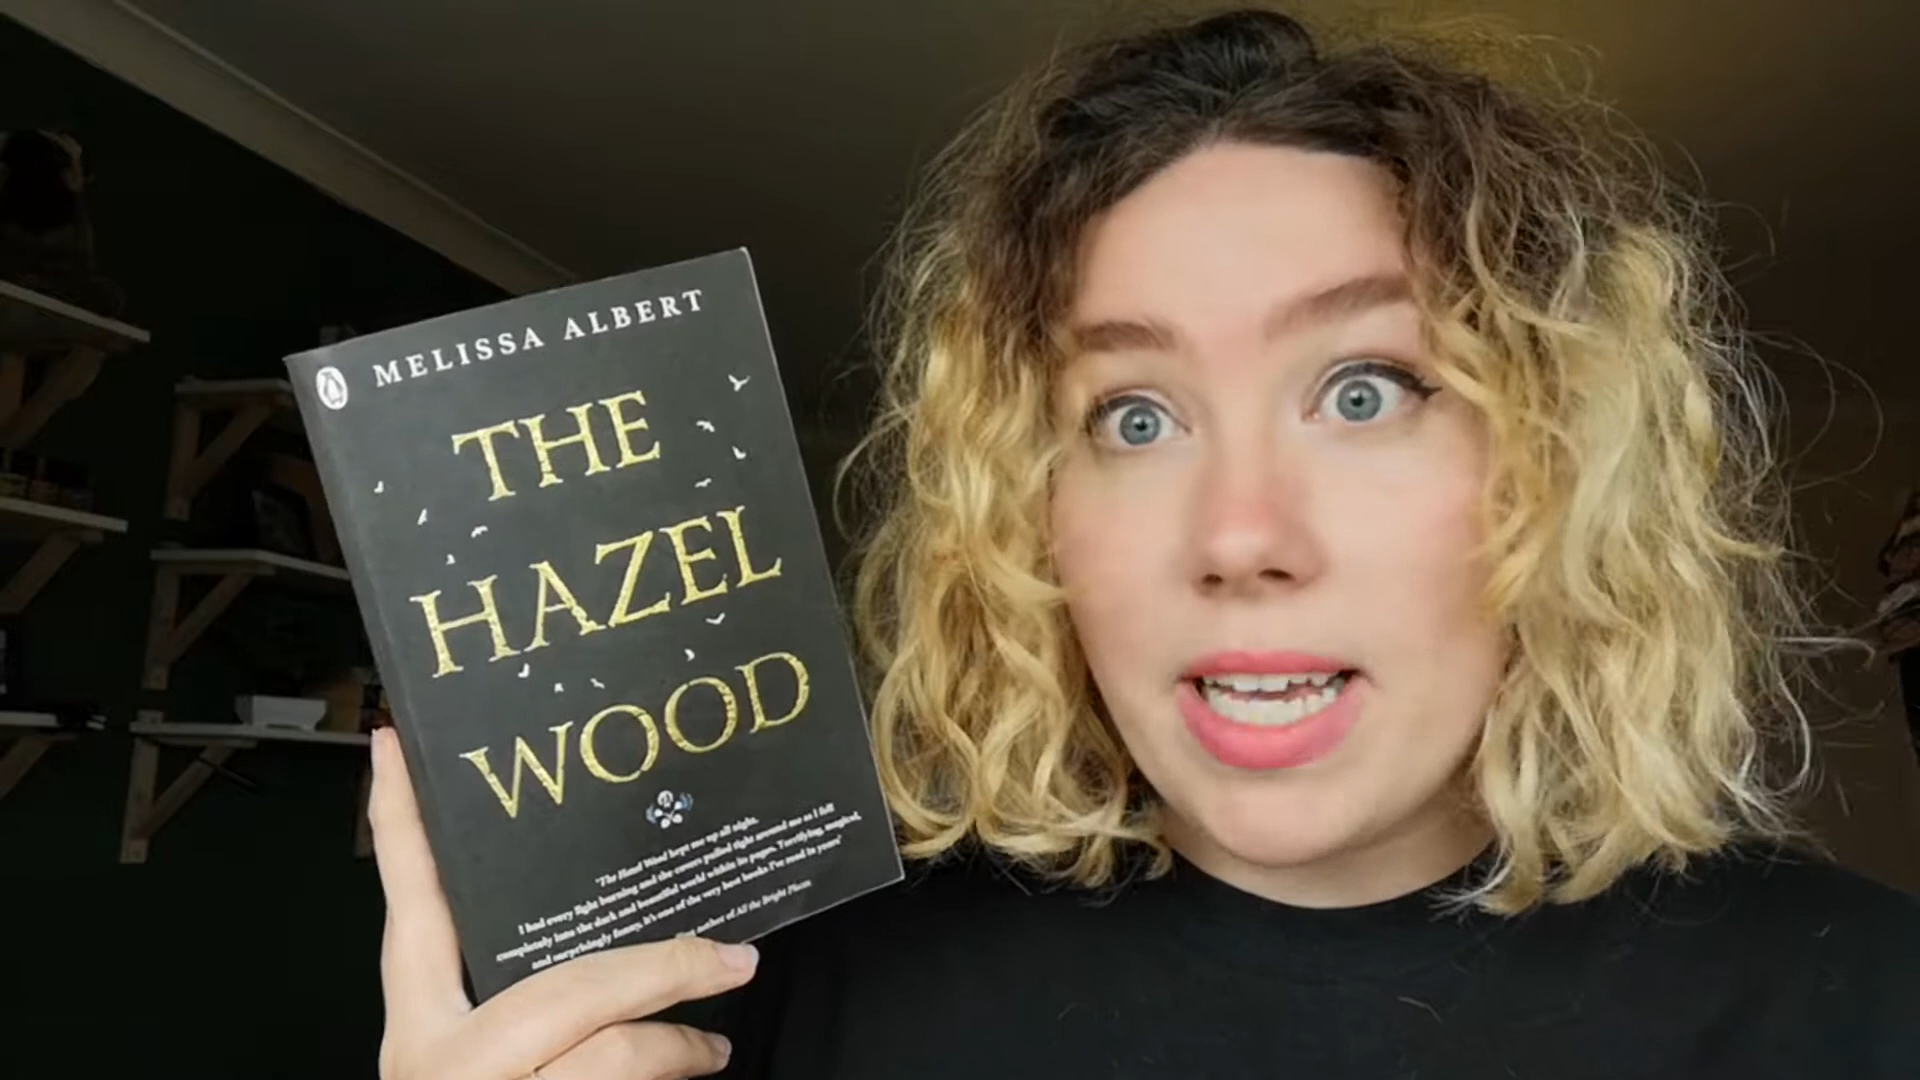 MELISSA ALBERT
THE
HAZEL
WOOD
'The Hazel Wood kept me up all night.
I had every light burning and the covers pulled tight around me as I fell
completely into the dark and beautiful world within its pages. Terrifying, magical,
and surprisingly funny, it's one of the very best books I've read in years'
author of All the Bright Places